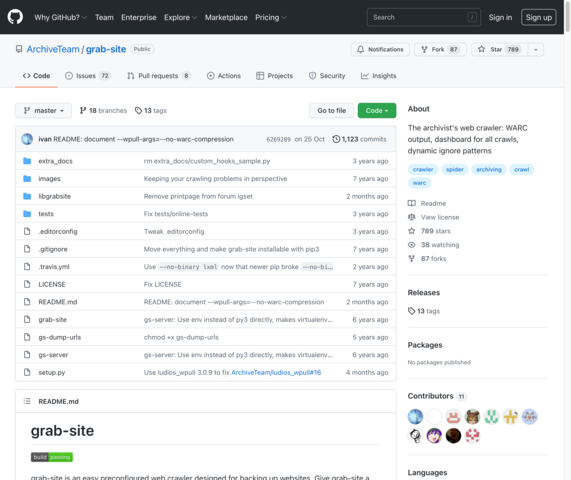 Why GitHub? Team Enterprise Explore Marketplace Pricing Search / Sign in Sign up
ArchiveTeam / grab-site Public Notifications Fork 87 Star 789
Code Issues 72 Pull requests 8 Actions Projects Security Insights
master 18 branches 13 tags Go to file Code
ivan README: document --wpull-args=--no-warc-compression 6269289 on 25 Oct 1,123 commits
extra_docs rm extra_docs/custom_hooks_sample.py 3 years ago
images Keeping your crawling problems in perspective 7 years ago
libgrabsite Remove printpage from forum igset 2 months ago
tests Fix tests/online-tests 3 years ago
.editorconfig Tweak .editorconfig 3 years ago
.gitignore Move everything and make grab-site installable with pip3 7 years ago
.travis.yml Use --no-binary lxml now that newer pip broke --no-bi... 2 years ago
LICENSE Fix LICENSE 7 years ago
README.md README: document --wpull-args=--no-warc-compression 2 months ago
grab-site gs-server: Use env instead of py3 directly, makes virtualenv... 6 years ago
gs-dump-urls chmod +x gs-dump-urls 5 years ago
gs-server gs-server: Use env instead of py3 directly, makes virtualenv... 6 years ago
setup.py Use ludios_wpull 3.0.9 to fix ArchiveTeam/ludios_wpull#16 4 months ago
README.md
grab-site
build passing
grab-site is an easy preconfigured web crawler designed for backing up websites. Give grab-site a
About
The archivist's web crawler: WARC
output, dashboard for all crawls,
dynamic ignore patterns
crawler spider archiving crawl
warc
Readme
View license
789 stars
38 watching
87 forks
Releases
13 tags
Packages
No packages published
Contributors 11
Languages